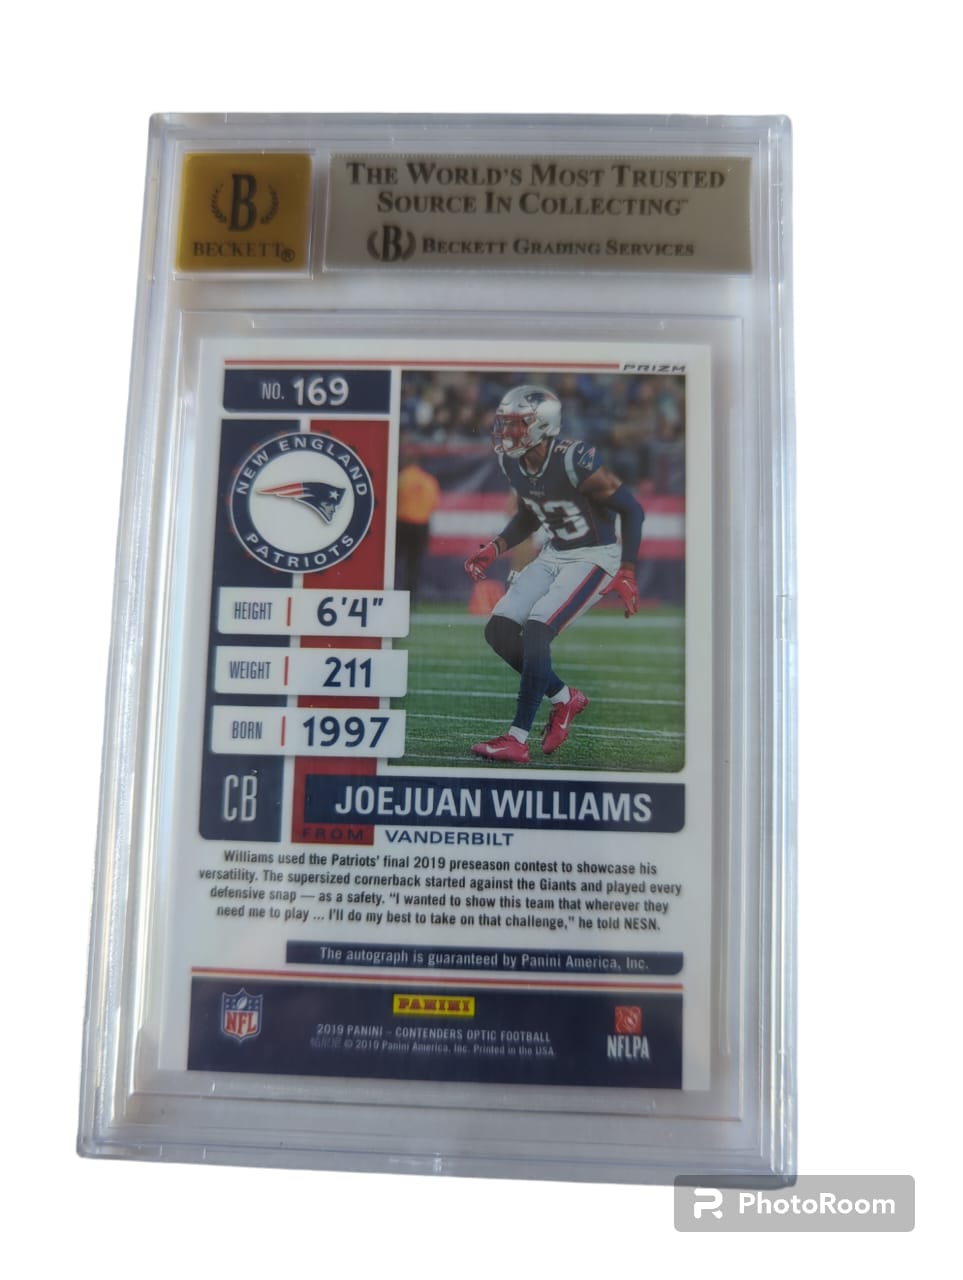 THE WORLD'S MOST TRUSTED
SOURCE IN COLLECTING™
B BECKETT GRADING SERVICES
B
BECKETT®
PRIZM
NO. 169
NEW ENGLAND
PATRIOTS
HEIGHT 6'4"
WEIGHT 211
BORN 1997
33
CB
JOEJUAN WILLIAMS
FROM VANDERBILT
Williams used the Patriots' final 2019 preseason contest to showcase his
versatility. The supersized cornerback started against the Giants and played every
defensive snap — as a safety. "I wanted to show this team that wherever they
need me to play ... I'll do my best to take on that challenge," he told NESN.
The autograph is guaranteed by Panini America, Inc.
NFL
PANINI
2019 PANINI – CONTENDERS OPTIC FOOTBALL
© 2019 Panini America, Inc. Printed in the USA.
NFLPA
PhotoRoom